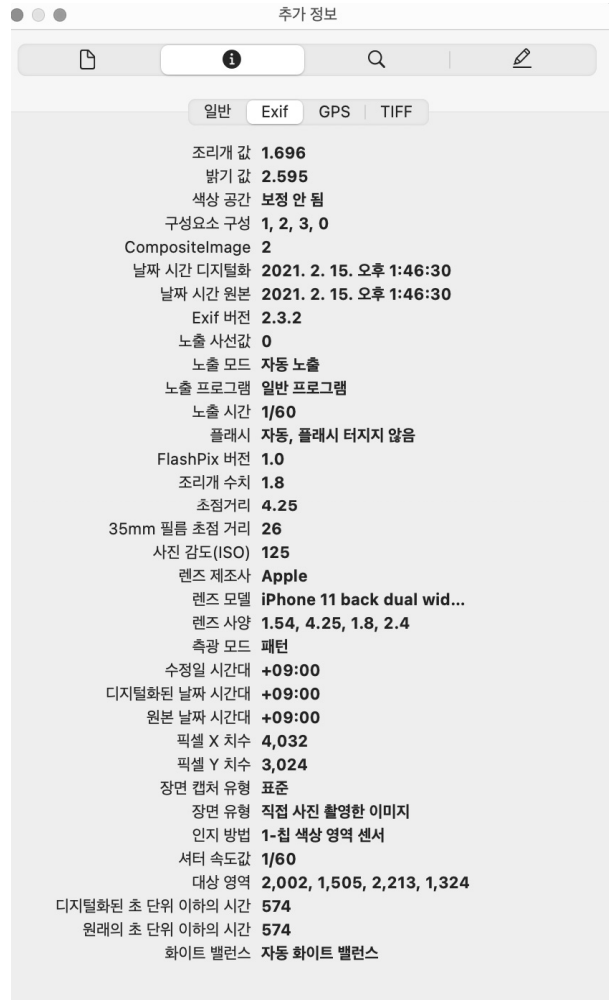 추가 정보
일반 Exif GPS TIFF
조리개 값 1.696
밝기 값 2.595
색상 공간 보정 안 됨
구성요소 구성 1, 2, 3, 0
CompositeImage 2
날짜 시간 디지털화 2021. 2. 15. 오후 1:46:30
날짜 시간 원본 2021. 2. 15. 오후 1:46:30
Exif 버전 2.3.2
노출 사선값 0
노출 모드 자동 노출
노출 프로그램 일반 프로그램
노출 시간 1/60
플래시 자동, 플래시 터지지 않음
FlashPix 버전 1.0
조리개 수치 1.8
초점거리 4.25
35mm 필름 초점 거리 26
사진 감도(ISO) 125
렌즈 제조사 Apple
렌즈 모델 iPhone 11 back dual wid...
렌즈 사양 1.54, 4.25, 1.8, 2.4
측광 모드 패턴
수정일 시간대 +09:00
디지털화된 날짜 시간대 +09:00
원본 날짜 시간대 +09:00
픽셀 X 치수 4,032
픽셀 Y 치수 3,024
장면 캡처 유형 표준
장면 유형 직접 사진 촬영한 이미지
인지 방법 1-칩 색상 영역 센서
셔터 속도값 1/60
대상 영역 2,002, 1,505, 2,213, 1,324
디지털화된 초 단위 이하의 시간 574
원래의 초 단위 이하의 시간 574
화이트 밸런스 자동 화이트 밸런스